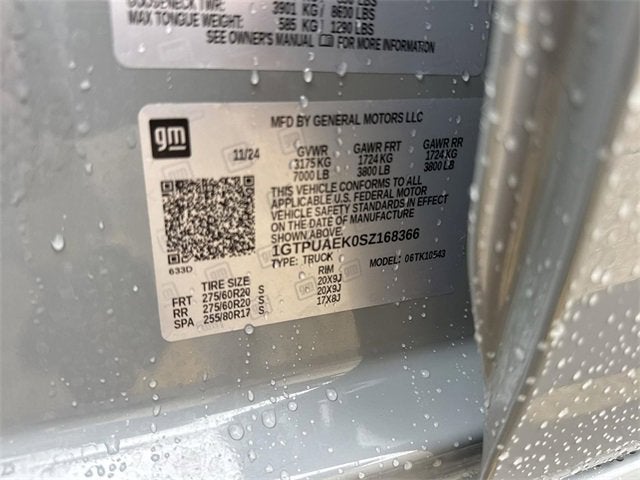 GOOSENECK TWR: 3901 KG / 8600 LBS
MAX TONGUE WEIGHT: 585 KG / 1290 LBS
SEE OWNER'S MANUAL FOR MORE INFORMATION
gm
MFD BY GENERAL MOTORS LLC
11/24 GVWR GAWR FRT GAWR RR
3175 KG 1724 KG 1724 KG
7000 LB 3800 LB 3800 LB
THIS VEHICLE CONFORMS TO ALL
APPLICABLE U.S. FEDERAL MOTOR
VEHICLE SAFETY STANDARDS IN EFFECT
ON THE DATE OF MANUFACTURE
SHOWN ABOVE.
1GTPUAEK0SZ168366
TYPE: TRUCK MODEL: 06TK10543
633D
TIRE SIZE RIM
FRT 275/60R20 S 20X9J
RR 275/60R20 S 20X9J
SPA 255/80R17 S 17X8J